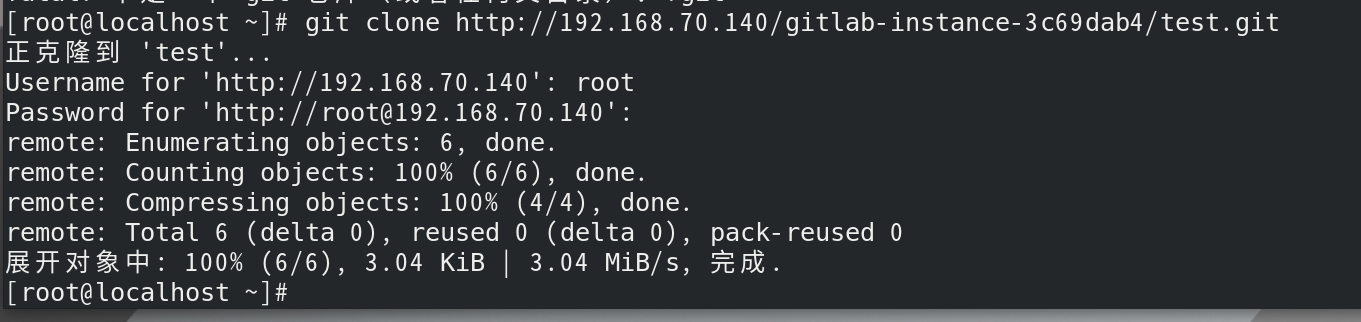 [root@localhost ~]# git clone http://192.168.70.140/gitlab-instance-3c69dab4/test.git
正克隆到 'test'...
Username for 'http://192.168.70.140': root
Password for 'http://root@192.168.70.140':
remote: Enumerating objects: 6, done.
remote: Counting objects: 100% (6/6), done.
remote: Compressing objects: 100% (4/4), done.
remote: Total 6 (delta 0), reused 0 (delta 0), pack-reused 0
展开对象中: 100% (6/6), 3.04 KiB | 3.04 MiB/s, 完成.
[root@localhost ~]#